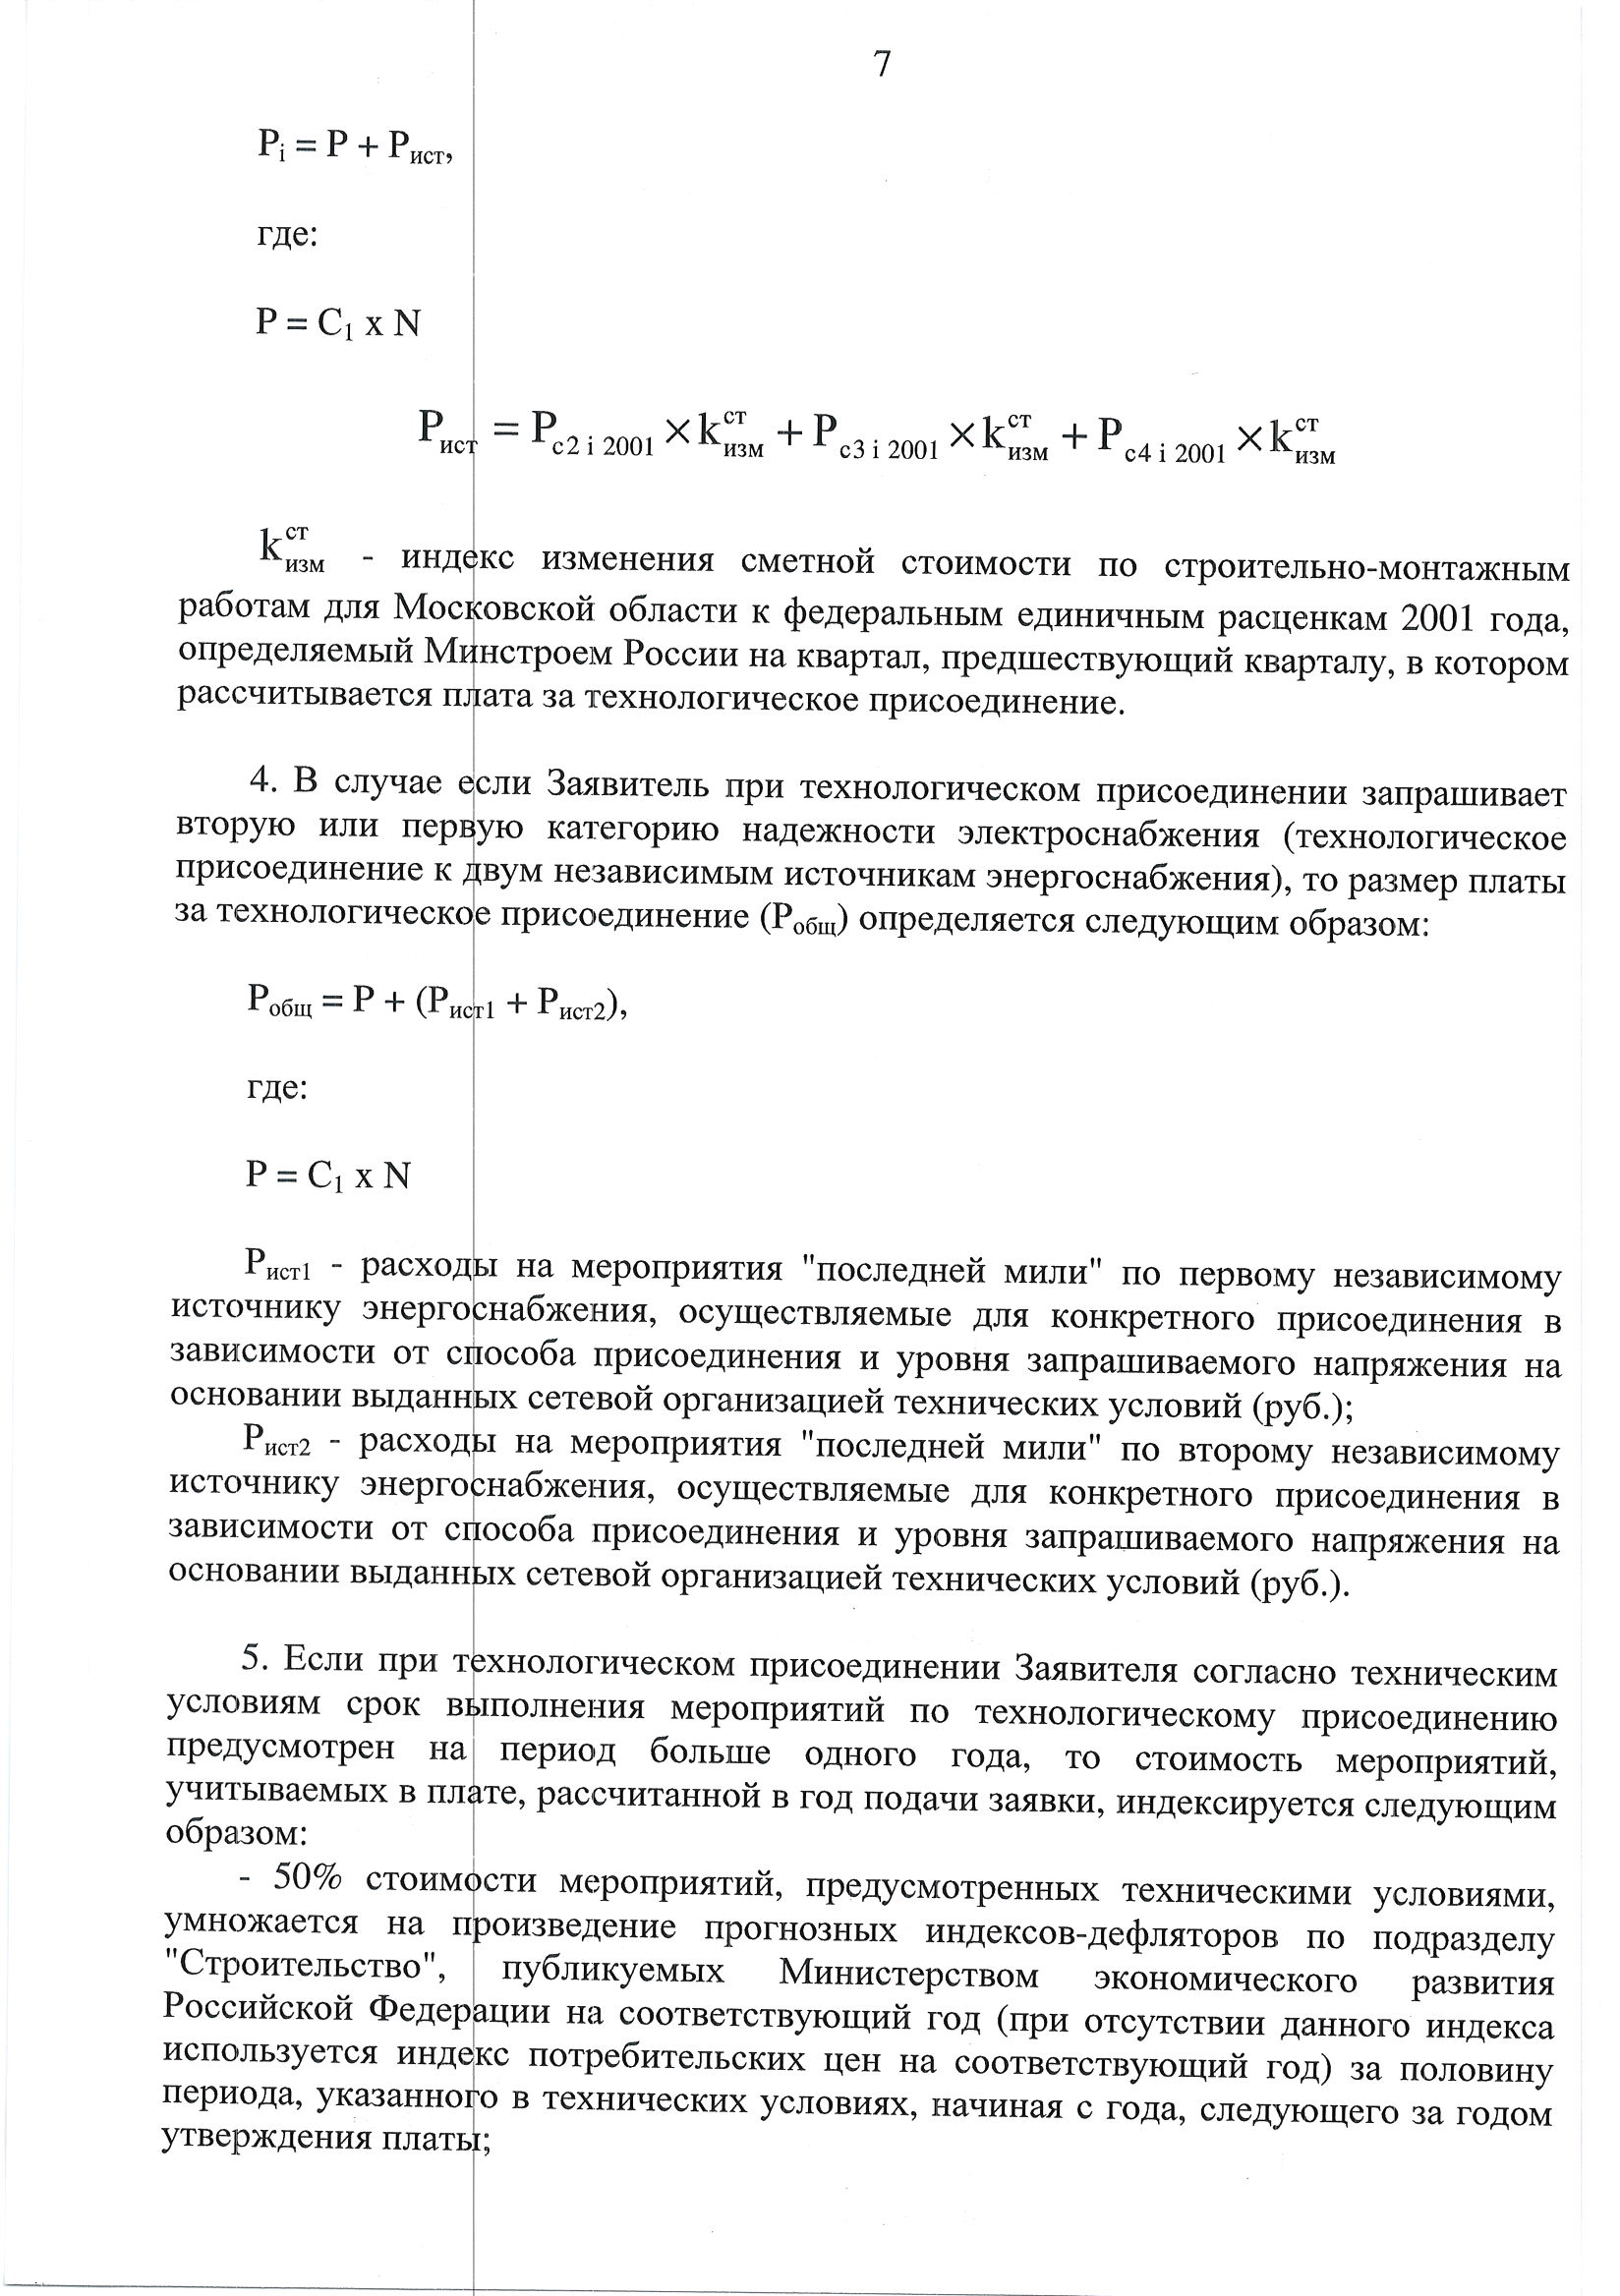 7
Pi = P + Pист,
где:
P = C1 x N
Pист = Pс2 i 2001 × kизм^ст + Pс3 i 2001 × kизм^ст + Pс4 i 2001 × kизм^ст
kизм^ст - индекс изменения сметной стоимости по строительно-монтажным
работам для Московской области к федеральным единичным расценкам 2001 года,
определяемый Минстроем России на квартал, предшествующий кварталу, в котором
рассчитывается плата за технологическое присоединение.
4. В случае если Заявитель при технологическом присоединении запрашивает
вторую или первую категорию надежности электроснабжения (технологическое
присоединение к двум независимым источникам энергоснабжения), то размер платы
за технологическое присоединение (Pобщ) определяется следующим образом:
Pобщ = P + (Pист1 + Pист2),
где:
P = C1 x N
Pист1 - расходы на мероприятия "последней мили" по первому независимому
источнику энергоснабжения, осуществляемые для конкретного присоединения в
зависимости от способа присоединения и уровня запрашиваемого напряжения на
основании выданных сетевой организацией технических условий (руб.);
Pист2 - расходы на мероприятия "последней мили" по второму независимому
источнику энергоснабжения, осуществляемые для конкретного присоединения в
зависимости от способа присоединения и уровня запрашиваемого напряжения на
основании выданных сетевой организацией технических условий (руб.).
5. Если при технологическом присоединении Заявителя согласно техническим
условиям срок выполнения мероприятий по технологическому присоединению
предусмотрен на период больше одного года, то стоимость мероприятий,
учитываемых в плате, рассчитанной в год подачи заявки, индексируется следующим
образом:
- 50% стоимости мероприятий, предусмотренных техническими условиями,
умножается на произведение прогнозных индексов-дефляторов по подразделу
"Строительство", публикуемых Министерством экономического развития
Российской Федерации на соответствующий год (при отсутствии данного индекса
используется индекс потребительских цен на соответствующий год) за половину
периода, указанного в технических условиях, начиная с года, следующего за годом
утверждения платы;